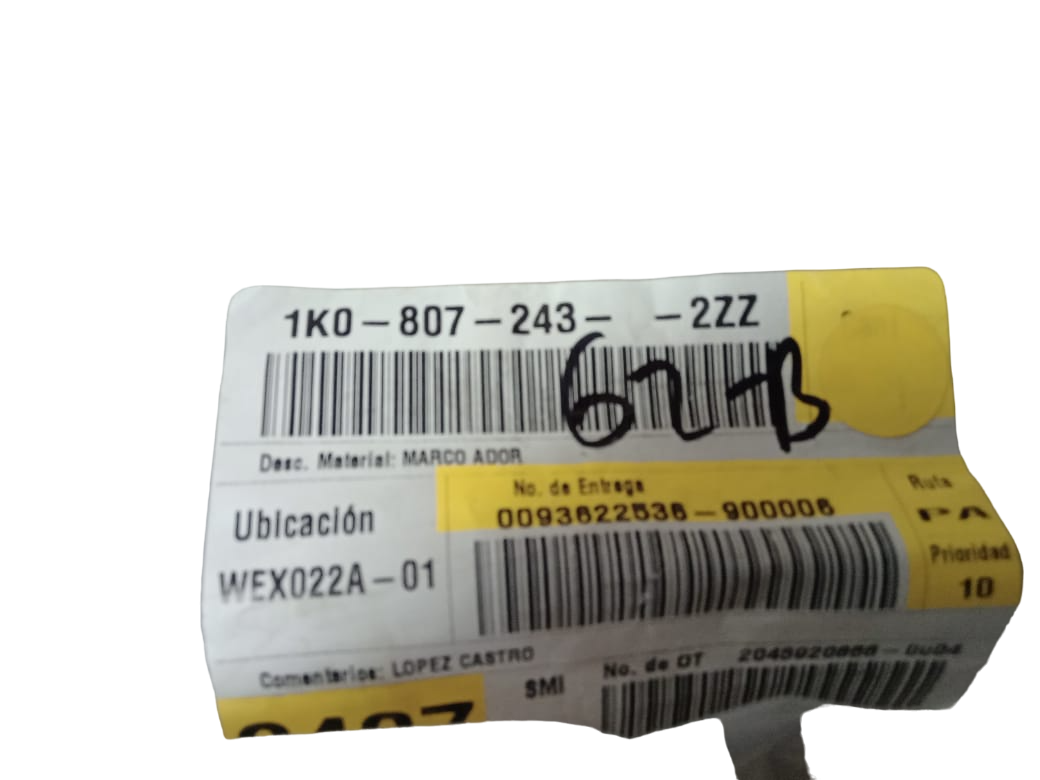 1K0-807-243- -2ZZ
62-B
Desc. Material: MARCO ADOR
No. de Entrega
Ruta
Ubicación
0093622536-900006
PA
Prioridad
WEX022A-01
10
Comentarios: LOPEZ CASTRO
SMI
No. de OT